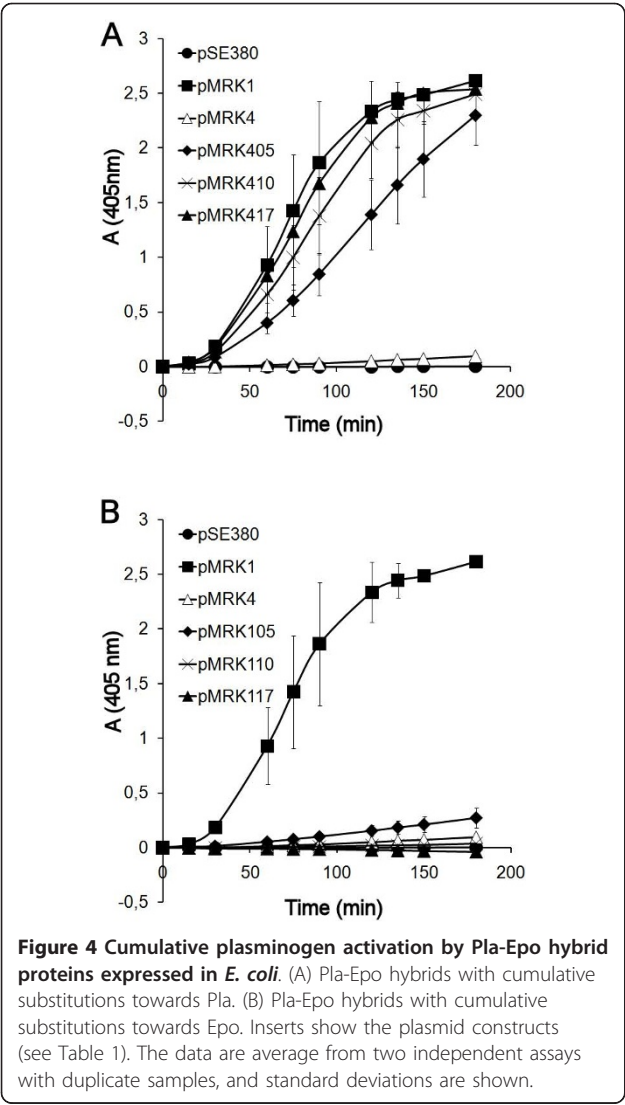 A
3
2,5
2
1,5
1
0,5
0
-0,5
A (405nm)
pSE380
pMRK1
pMRK4
pMRK405
pMRK410
pMRK417
0
50
100
150
200
Time (min)
B
3
2,5
2
1,5
1
0,5
0
-0,5
A (405 nm)
pSE380
pMRK1
pMRK4
pMRK105
pMRK110
pMRK117
0
50
100
150
200
Time (min)
Figure 4 Cumulative plasminogen activation by Pla-Epo hybrid
proteins expressed in E. coli. (A) Pla-Epo hybrids with cumulative
substitutions towards Pla. (B) Pla-Epo hybrids with cumulative
substitutions towards Epo. Inserts show the plasmid constructs
(see Table 1). The data are average from two independent assays
with duplicate samples, and standard deviations are shown.